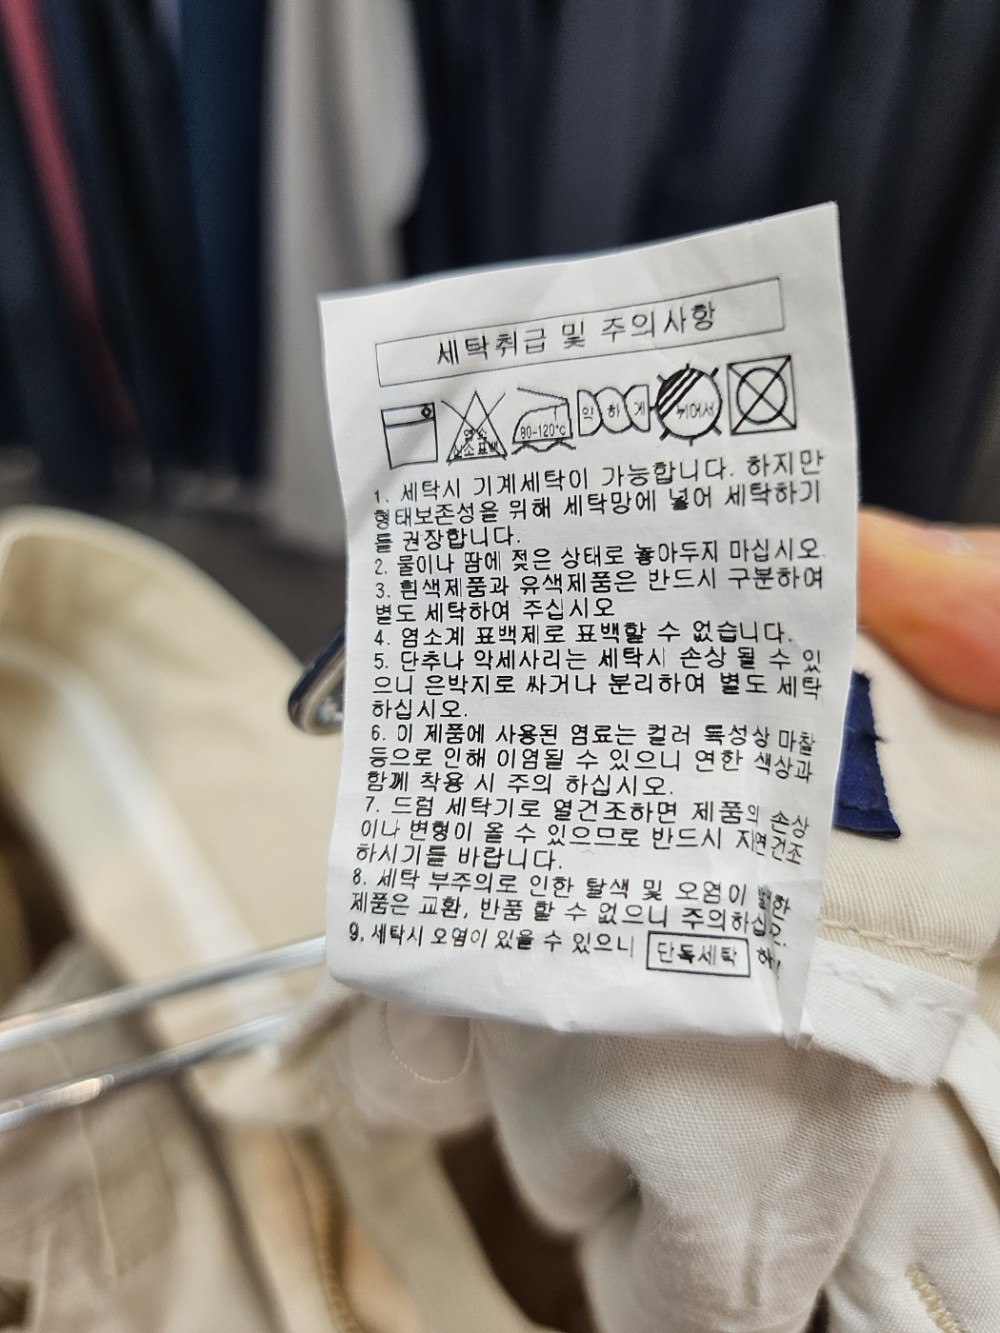 세탁취급 및 주의사항
염소
산소표백
80-120℃
약 하 게
뉘어서
1. 세탁시 기계세탁이 가능합니다. 하지만
형태보존성을 위해 세탁망에 넣어 세탁하기
를 권장합니다.
2. 물이나 땀에 젖은 상태로 놓아두지 마십시오.
3. 흰색제품과 유색제품은 반드시 구분하여
별도 세탁하여 주십시오
4. 염소계 표백제로 표백할 수 없습니다.
5. 단추나 악세사리는 세탁시 손상 될 수 있
으니 은박지로 싸거나 분리하여 별도 세탁
하십시오.
6. 이 제품에 사용된 염료는 컬러 특성상 마찰
등으로 인해 이염될 수 있으니 연한 색상과
함께 착용 시 주의 하십시오.
7. 드럼 세탁기로 열건조하면 제품의 손상
이나 변형이 올 수 있으므로 반드시 자연건조
하시기를 바랍니다.
8. 세탁 부주의로 인한 탈색 및 오염이
제품은 교환, 반품 할 수 없으니 주의하십
9. 세탁시 오염이 있을 수 있으니 단독세탁